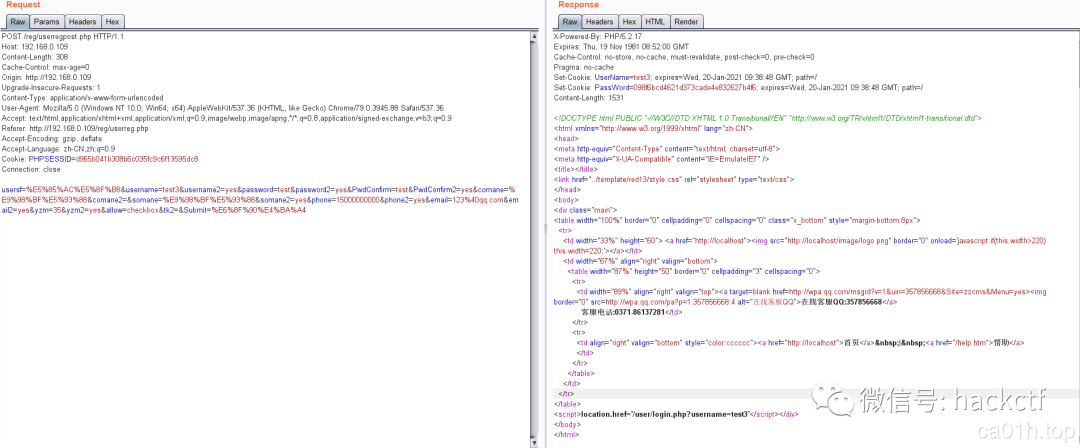 Request
Raw Params Headers Hex
POST /reg/userregpost.php HTTP/1.1
Host: 192.168.0.109
Content-Length: 308
Cache-Control: max-age=0
Origin: http://192.168.0.109
Upgrade-Insecure-Requests: 1
Content-Type: application/x-www-form-urlencoded
User-Agent: Mozilla/5.0 (Windows NT 10.0; Win64; x64) AppleWebKit/537.36 (KHTML, like Gecko) Chrome/79.0.3945.88 Safari/537.36
Accept: text/html,application/xhtml+xml,application/xml;q=0.9,image/webp,image/apng,*/*;q=0.8,application/signed-exchange;v=b3;q=0.9
Referer: http://192.168.0.109/reg/userreg.php
Accept-Encoding: gzip, deflate
Accept-Language: zh-CN,zh;q=0.9
Cookie: PHPSESSID=d965b041b308b6c035fc9c6f13595dc8
Connection: close
usersf=%E5%85%AC%E5%8F%B8&username=test3&username2=yes&password=test&password2=yes&PwdConfirm=test&PwdConfirm2=yes&comane=%
E9%98%BF%E5%93%88&comane2=&somane=%E9%98%BF%E5%93%88&somane2=yes&phone=15000000000&phone2=yes&email=123%40qq.com&em
ail2=yes&yzm=35&yzm2=yes&allow=checkbox&tk2=&Submit=%E6%8F%90%E4%BA%A4
Response
Raw Headers Hex HTML Render
X-Powered-By: PHP/5.2.17
Expires: Thu, 19 Nov 1981 08:52:00 GMT
Cache-Control: no-store, no-cache, must-revalidate, post-check=0, pre-check=0
Pragma: no-cache
Set-Cookie: UserName=test3; expires=Wed, 20-Jan-2021 09:38:48 GMT; path=/
Set-Cookie: PassWord=098f6bcd4621d373cade4e832627b4f6; expires=Wed, 20-Jan-2021 09:38:48 GMT; path=/
Content-Length: 1531
<!DOCTYPE html PUBLIC "-//W3C//DTD XHTML 1.0 Transitional//EN" "http://www.w3.org/TR/xhtml1/DTD/xhtml1-transitional.dtd">
<html xmlns="http://www.w3.org/1999/xhtml" lang="zh-CN">
<head>
<meta http-equiv="Content-Type" content="text/html; charset=utf-8">
<meta http-equiv="X-UA-Compatible" content="IE=EmulateIE7" />
<title></title>
<link href="../template/red13/style.css" rel="stylesheet" type="text/css">
</head>
<body>
<div class="main">
<table width="100%" border="0" cellpadding="0" cellspacing="0" class="x_bottom" style="margin-bottom:8px">
<tr>
<td width="33%" height="60"> <a href="http://localhost"><img src="http://localhost/image/logo.png" border="0" onload='javascript:if(this.width>220)
this.width=220;'></a></td>
<td width="67%" align="right" valign="bottom">
<table width="87%" height="50" border="0" cellpadding="3" cellspacing="0">
<tr>
<td width="89%" align="right" valign="top"><a target=blank href=http://wpa.qq.com/msgrd?v=1&uin=357856668&Site=zzcms&Menu=yes><img
border="0" src=http://wpa.qq.com/pa?p=1:357856668:4 alt="在线客服QQ">在线客服QQ:357856668</a>
客服电话:0371-86137281</td>
</tr>
<tr>
<td align="right" valign="bottom" style="color:cccccc"><a href="http://localhost">首页</a>&nbsp;|&nbsp;<a href="/help.htm">帮助</a>
</td>
</tr>
</table>
</td>
</tr>
</table>
<script>location.href="/user/login.php?username=test3"</script></div>
</body>
</html>
微信号: hackctf
ca01h.top